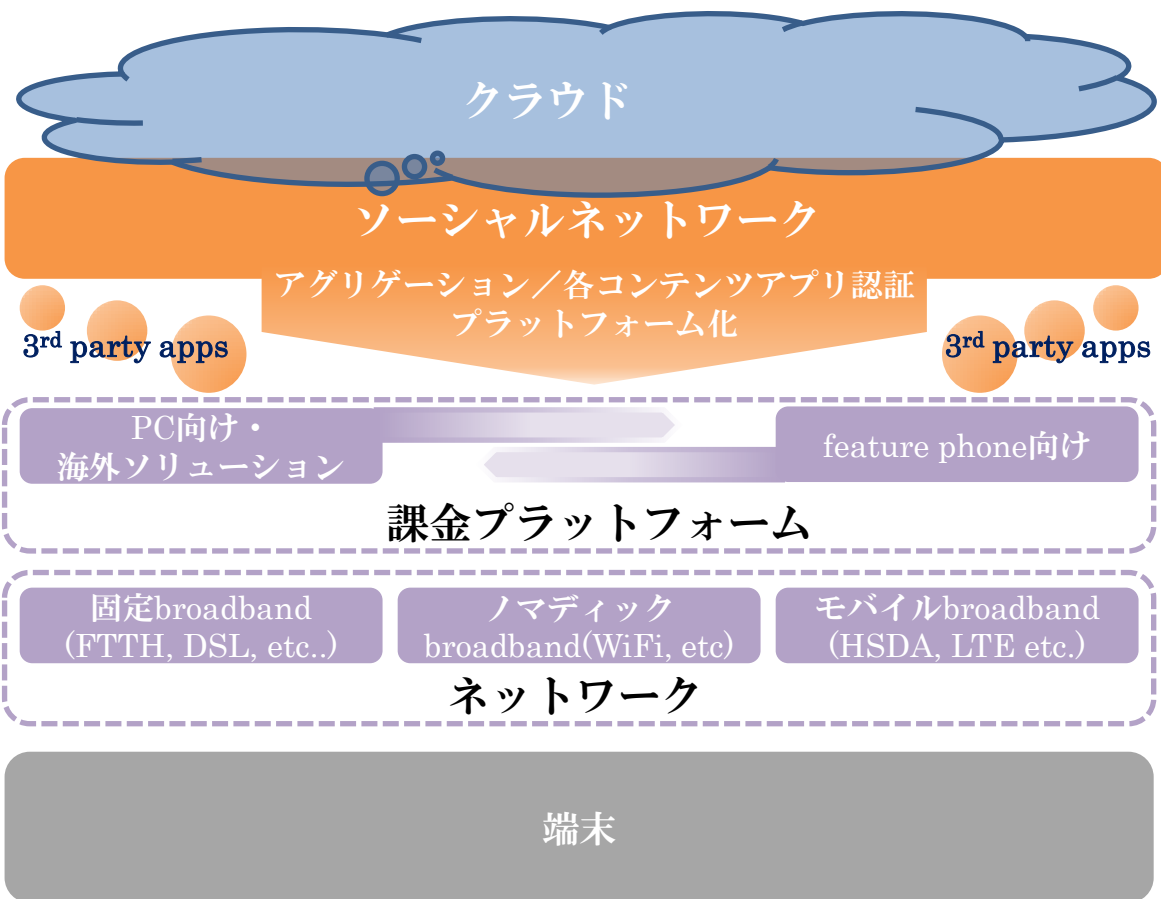 クラウド
ソーシャルネットワーク
アグリゲーション／各コンテンツアプリ認証
プラットフォーム化
3rd party apps
3rd party apps
PC向け・
海外ソリューション
feature phone向け
課金プラットフォーム
固定broadband
(FTTH, DSL, etc..)
ノマディック
broadband(WiFi, etc)
モバイルbroadband
(HSDA, LTE etc.)
ネットワーク
端末